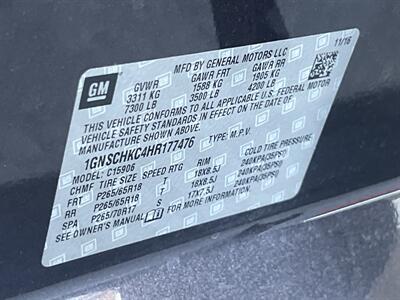 MFD BY GENERAL MOTORS LLC 11/16
GM GVWR GAWR FRT GAWR RR
3311 KG 1588 KG 1905 KG
7300 LB 3500 LB 4200 LB
THIS VEHICLE CONFORMS TO ALL APPLICABLE U.S. FEDERAL MOTOR
VEHICLE SAFETY STANDARDS IN EFFECT ON THE DATE OF
MANUFACTURE SHOWN ABOVE.
1GNSCHKC4HR177476 TYPE: M.P.V.
MODEL: C15906
CHMF TIRE SIZE SPEED RTG RIM COLD TIRE PRESSURE
FRT P265/65R18 T 18X8.5J 240KPA(35PSI)
RR P265/65R18 T 18X8.5J 240KPA(35PSI)
SP P265/70R17 S 17X7.5J 240KPA(35PSI)
SEE OWNER'S MANUAL FOR MORE INFORMATION.